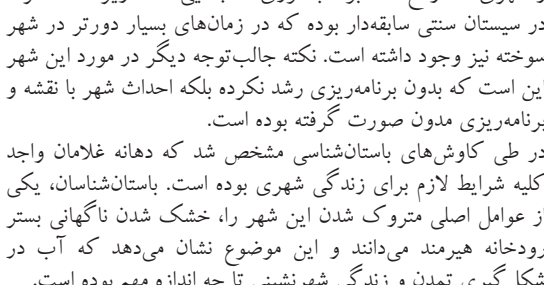 در سیستان سنتی سابقه‌دار بوده که در زمان‌های بسیار دورتر در شهر
سوخته نیز وجود داشته است. نکته جالب‌توجه دیگر در مورد این شهر
این است که بدون برنامه‌ریزی رشد نکرده بلکه احداث شهر با نقشه و
برنامه‌ریزی مدون صورت گرفته بوده است.
در طی کاوش‌های باستان‌شناسی مشخص شد که دهانه غلامان واجد
کلیه شرایط لازم برای زندگی شهری بوده است. باستان‌شناسان، یکی
از عوامل اصلی متروک شدن این شهر را، خشک شدن ناگهانی بستر
رودخانه هیرمند می‌دانند و این موضوع نشان می‌دهد که آب در
شکل‌گیری تمدن و زندگی شهرنشینی تا چه اندازه مهم بوده است.